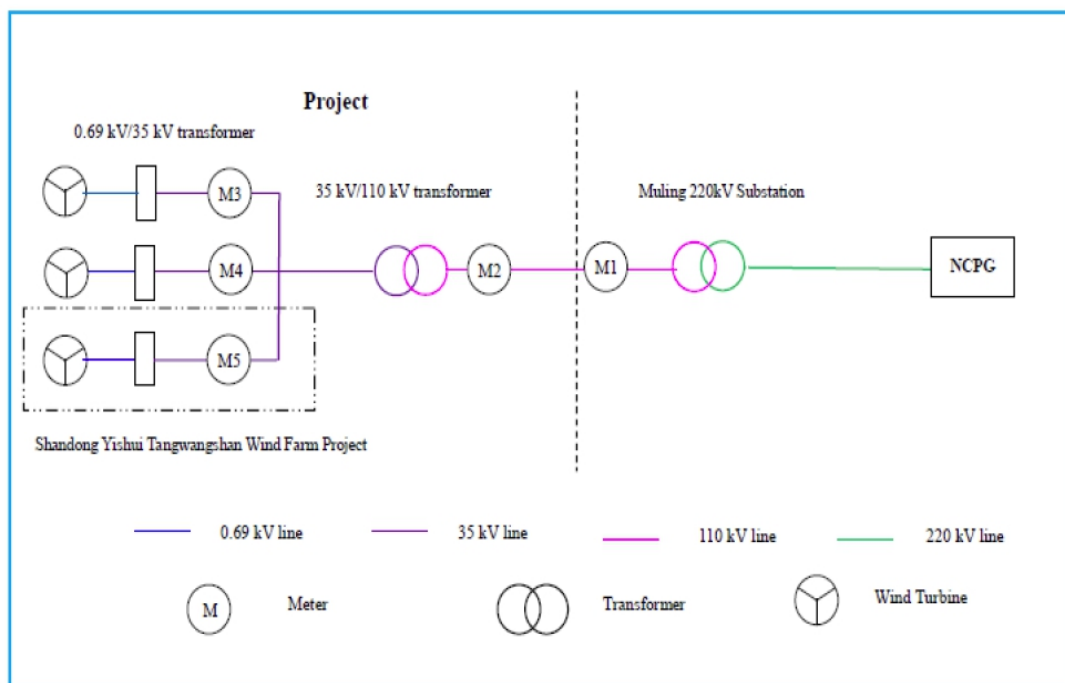 Project
0.69 kV/35 kV transformer
35 kV/110 kV transformer
Muling 220kV Substation
M3
M4
M2
M1
NCPG
M5
Shandong Yishui Tangwangshan Wind Farm Project
0.69 kV line
35 kV line
110 kV line
220 kV line
M
Meter
Transformer
Wind Turbine